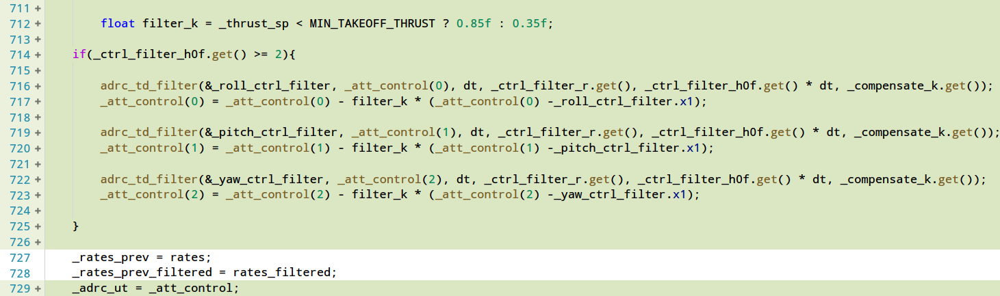 711 +
712 + float filter_k = _thrust_sp < MIN_TAKEOFF_THRUST ? 0.85f : 0.35f;
713 +
714 + if(_ctrl_filter_h0f.get() >= 2){
715 +
716 + adrc_td_filter(&_roll_ctrl_filter, _att_control(0), dt, _ctrl_filter_r.get(), _ctrl_filter_h0f.get() * dt, _compensate_k.get());
717 + _att_control(0) = _att_control(0) - filter_k * (_att_control(0) -_roll_ctrl_filter.x1);
718 +
719 + adrc_td_filter(&_pitch_ctrl_filter, _att_control(1), dt, _ctrl_filter_r.get(), _ctrl_filter_h0f.get() * dt, _compensate_k.get());
720 + _att_control(1) = _att_control(1) - filter_k * (_att_control(1) -_pitch_ctrl_filter.x1);
721 +
722 + adrc_td_filter(&_yaw_ctrl_filter, _att_control(2), dt, _ctrl_filter_r.get(), _ctrl_filter_h0f.get() * dt, _compensate_k.get());
723 + _att_control(2) = _att_control(2) - filter_k * (_att_control(2) -_yaw_ctrl_filter.x1);
724 +
725 + }
726 +
727 _rates_prev = rates;
728 _rates_prev_filtered = rates_filtered;
729 + _adrc_ut = _att_control;